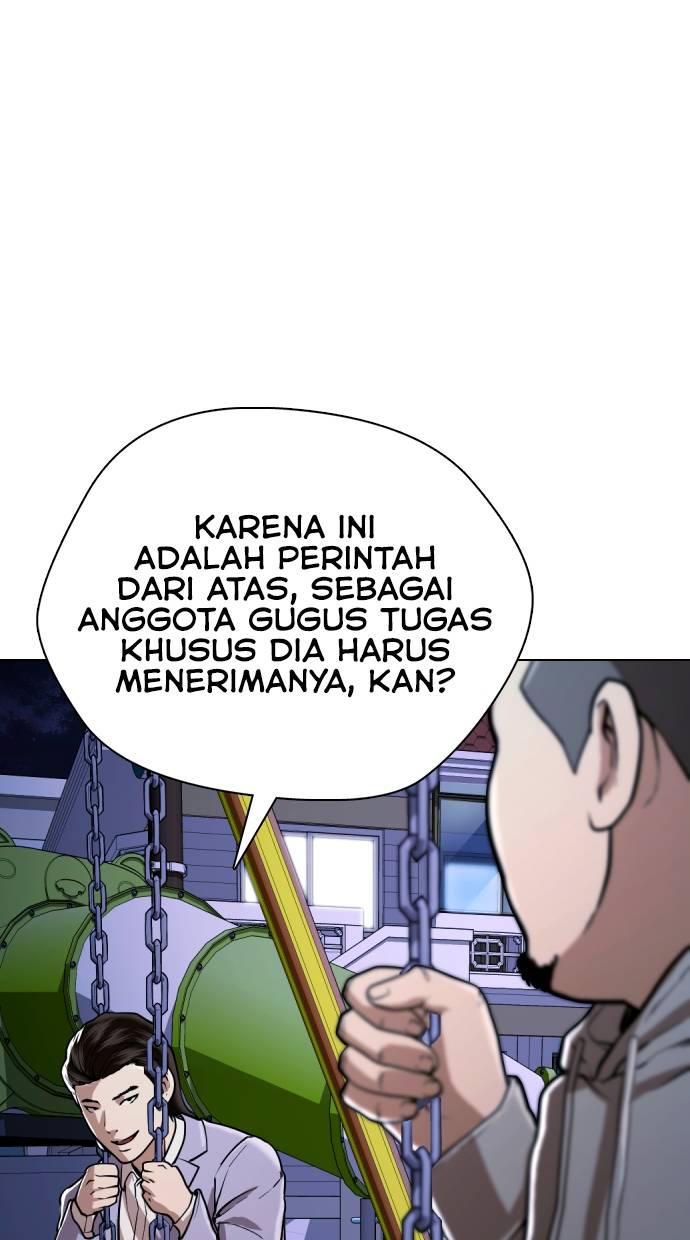 KARENA INI
ADALAH PERINTAH
DARI ATAS, SEBAGAI
ANGGOTA GUGUS TUGAS
KHUSUS DIA HARUS
MENERIMANYA, KAN?